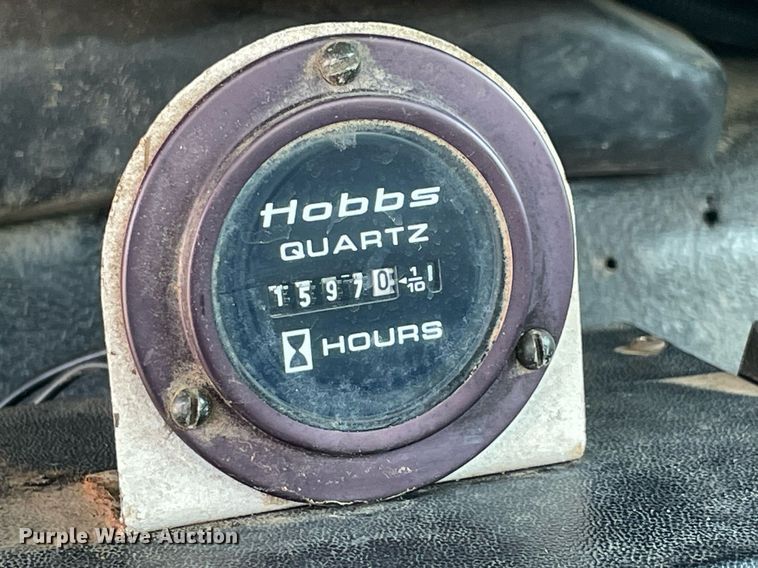 Hobbs
QUARTZ
15970 1/10
HOURS
Purple Wave Auction